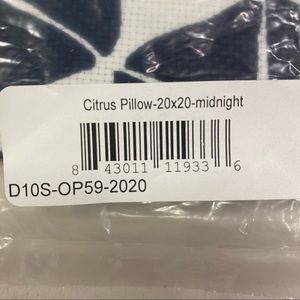 Citrus Pillow-20x20-midnight
8 43011 11933 6
D10S-OP59-2020